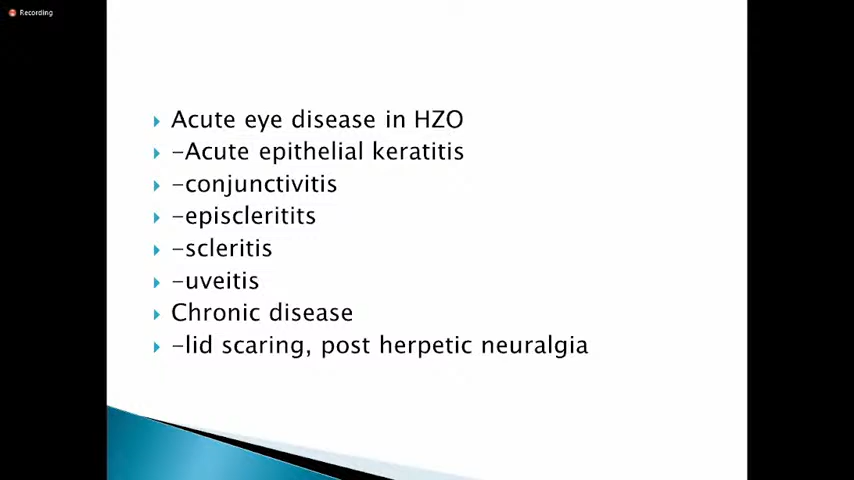 Recording
Acute eye disease in HZO
-Acute epithelial keratitis
-conjunctivitis
-episcleritits
-scleritis
-uveitis
Chronic disease
-lid scaring, post herpetic neuralgia